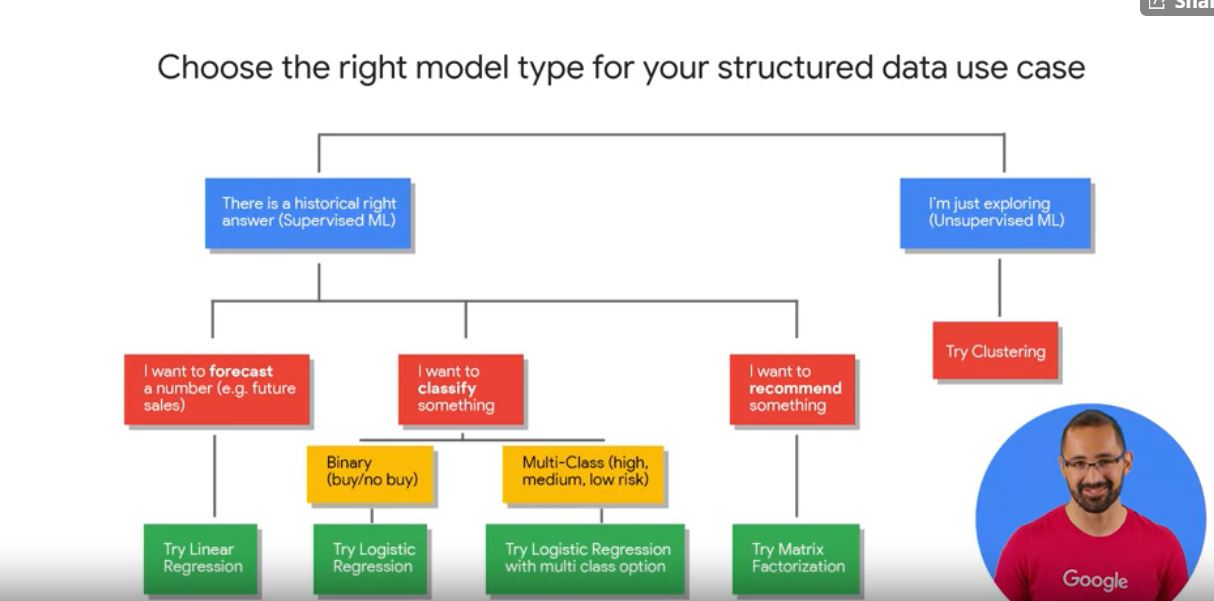 Choose the right model type for your structured data use case
There is a historical right
answer (Supervised ML)
I'm just exploring
(Unsupervised ML)
Try Clustering
I want to forecast
a number (e.g. future
sales)
I want to
classify
something
I want to
recommend
something
Binary
(buy/no buy)
Multi-Class (high,
medium, low risk)
Try Linear
Regression
Try Logistic
Regression
Try Logistic Regression
with multi class option
Try Matrix
Factorization
Google